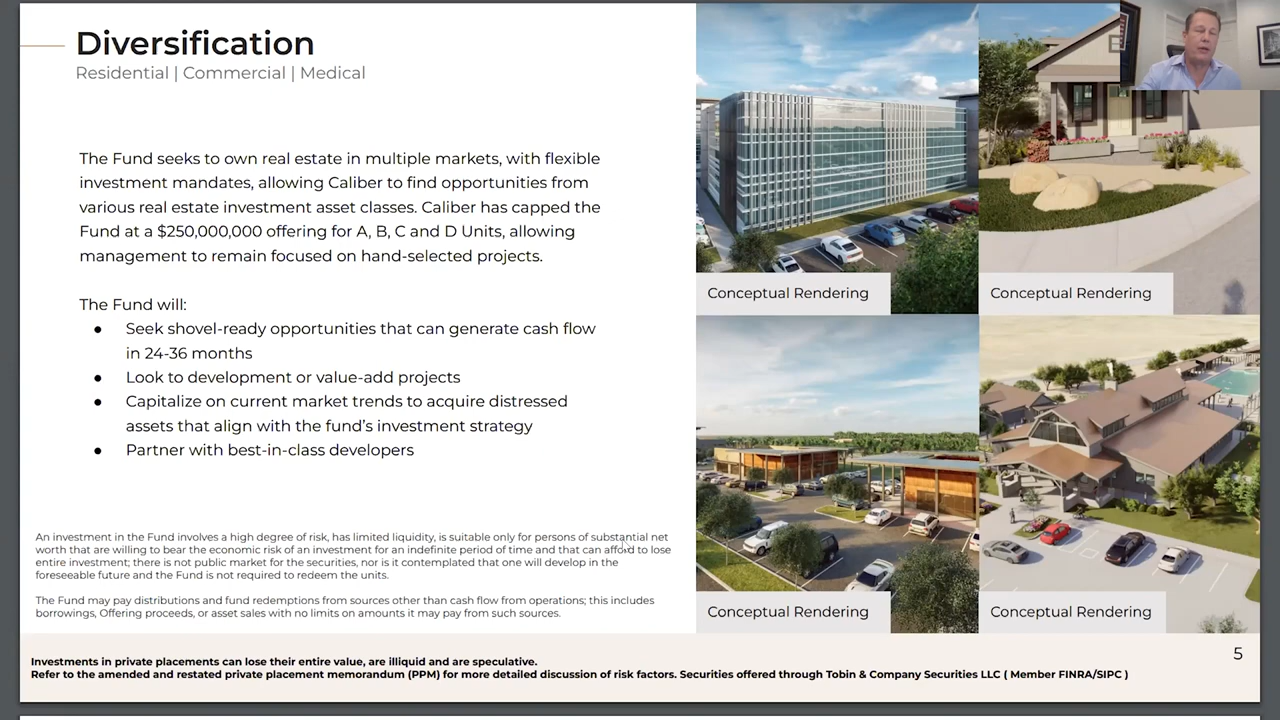 Diversification
Residential | Commercial | Medical
The Fund seeks to own real estate in multiple markets, with flexible
investment mandates, allowing Caliber to find opportunities from
various real estate investment asset classes. Caliber has capped the
Fund at a $250,000,000 offering for A, B, C and D Units, allowing
management to remain focused on hand-selected projects.
The Fund will:
● Seek shovel-ready opportunities that can generate cash flow
in 24-36 months
● Look to development or value-add projects
● Capitalize on current market trends to acquire distressed
assets that align with the fund's investment strategy
● Partner with best-in-class developers
An investment in the Fund involves a high degree of risk, has limited liquidity, is suitable only for persons of substantial net
worth that are willing to bear the economic risk of an investment for an indefinite period of time and that can afford to lose
entire investment; there is not public market for the securities, nor is it contemplated that one will develop in the
foreseeable future and the Fund is not required to redeem the units.
The Fund may pay distributions and fund redemptions from sources other than cash flow from operations; this includes
borrowings, Offering proceeds, or asset sales with no limits on amounts it may pay from such sources.
Conceptual Rendering
Conceptual Rendering
Conceptual Rendering
Conceptual Rendering
5
Investments in private placements can lose their entire value, are illiquid and are speculative.
Refer to the amended and restated private placement memorandum (PPM) for more detailed discussion of risk factors. Securities offered through Tobin & Company Securities LLC ( Member FINRA/SIPC )